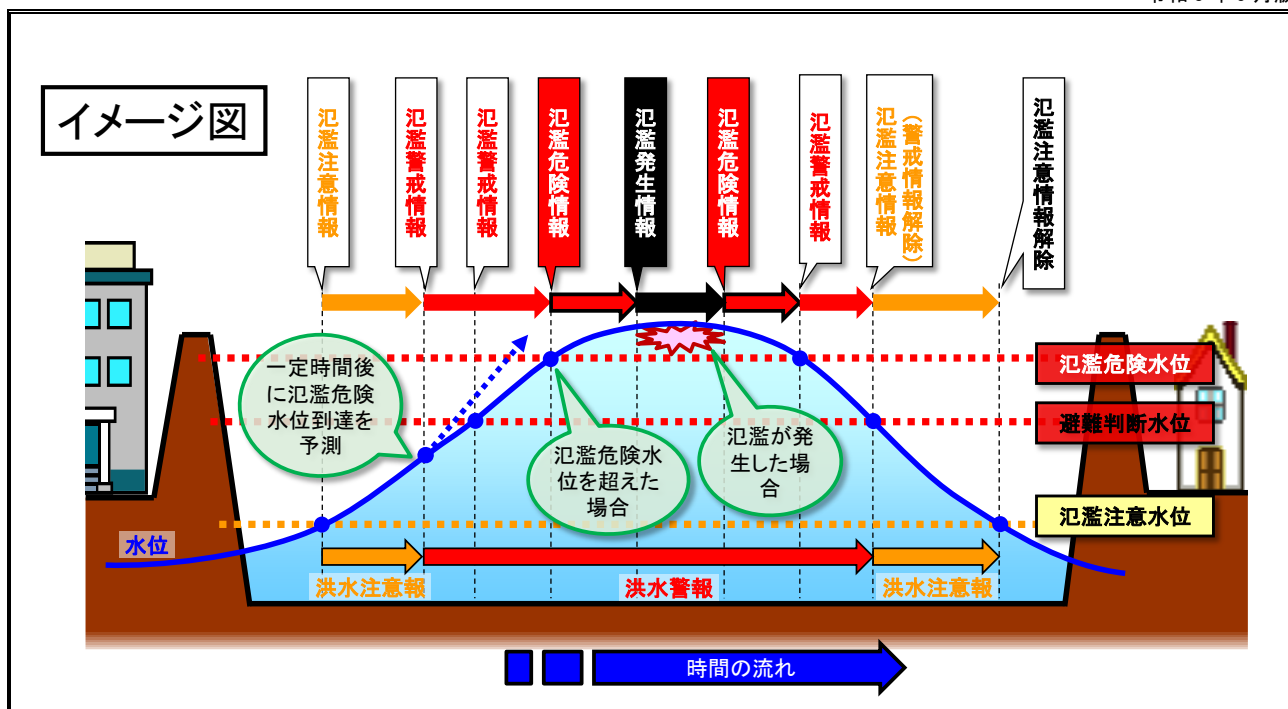 イメージ図
氾濫注意情報
氾濫警戒情報
氾濫警戒情報
氾濫危険情報
氾濫発生情報
氾濫危険情報
氾濫警戒情報
氾濫注意情報
（警戒情報解除）
氾濫注意情報解除
一定時間後
に氾濫危険
水位到達を
予測
氾濫危険水
位を超えた
場合
氾濫が発
生した場
合
氾濫危険水位
避難判断水位
氾濫注意水位
水位
洪水注意報
洪水警報
洪水注意報
時間の流れ